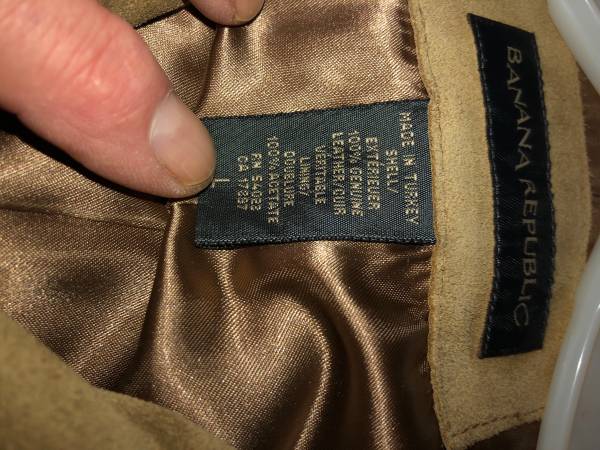 BANANA REPUBLIC
MADE IN TURKEY
SHELL/
EXTERIEUR
100% GENUINE
LEATHER/CUIR
VERITABLE
LINING/
DOUBLURE
100% ACETATE
RN 54023
CA 17897
L